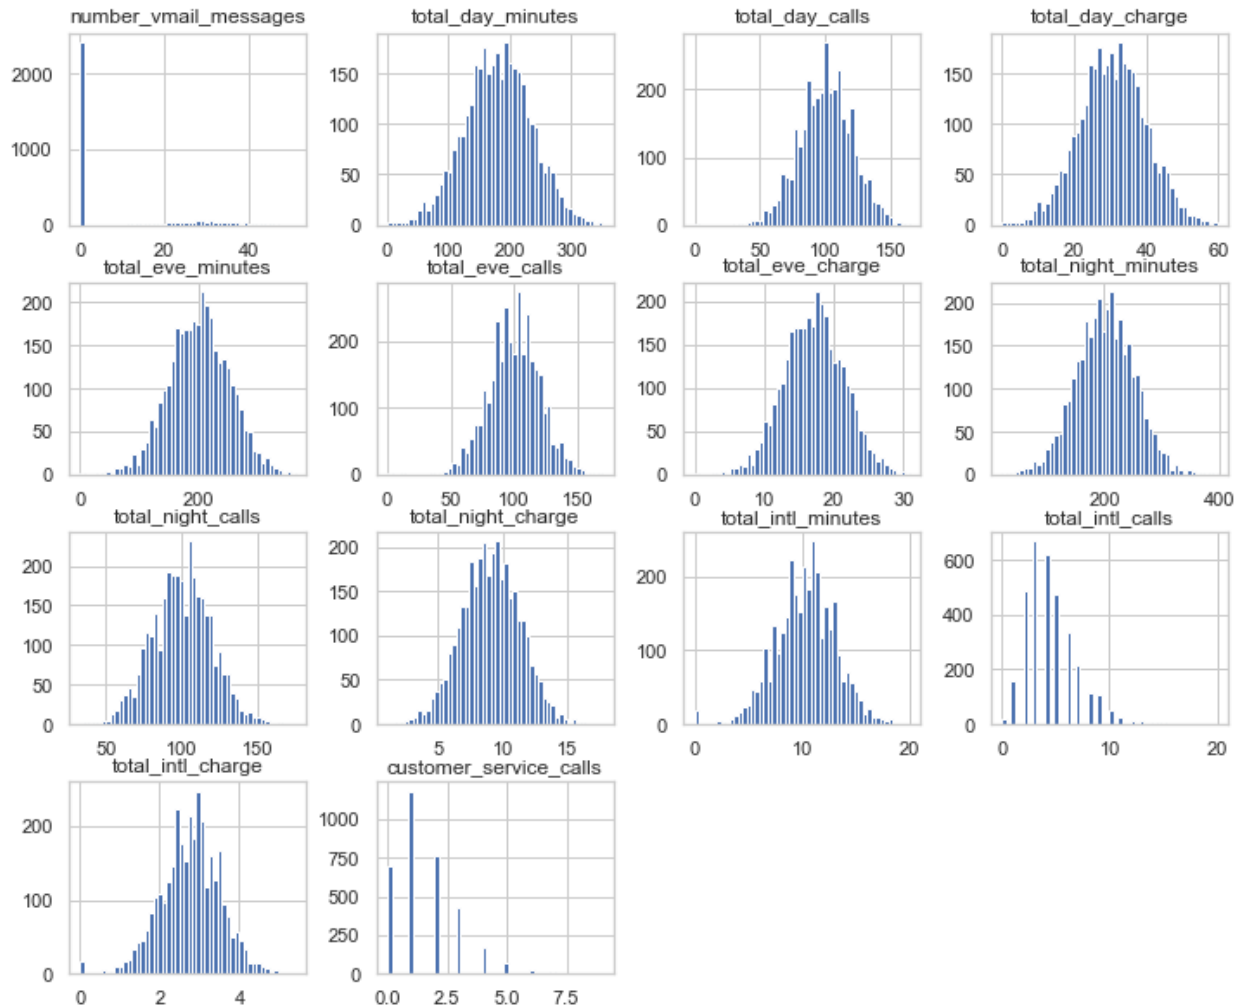 number_vmail_messages
2000
1000
0
0 20 40
total_day_minutes
150
100
50
0
0 100 200 300
total_day_calls
200
100
0
0 50 100 150
total_day_charge
150
100
50
0
0 20 40 60
total_eve_minutes
200
150
100
50
0
0 200
total_eve_calls
200
100
0
0 50 100 150
total_eve_charge
200
150
100
50
0
0 10 20 30
total_night_minutes
200
150
100
50
0
0 200 400
total_night_calls
200
150
100
50
0
50 100 150
total_night_charge
200
150
100
50
0
5 10 15
total_intl_minutes
200
100
0
0 10 20
total_intl_calls
600
400
200
0
0 10 20
total_intl_charge
200
100
0
0 2 4
customer_service_calls
1000
750
500
250
0
0.0 2.5 5.0 7.5